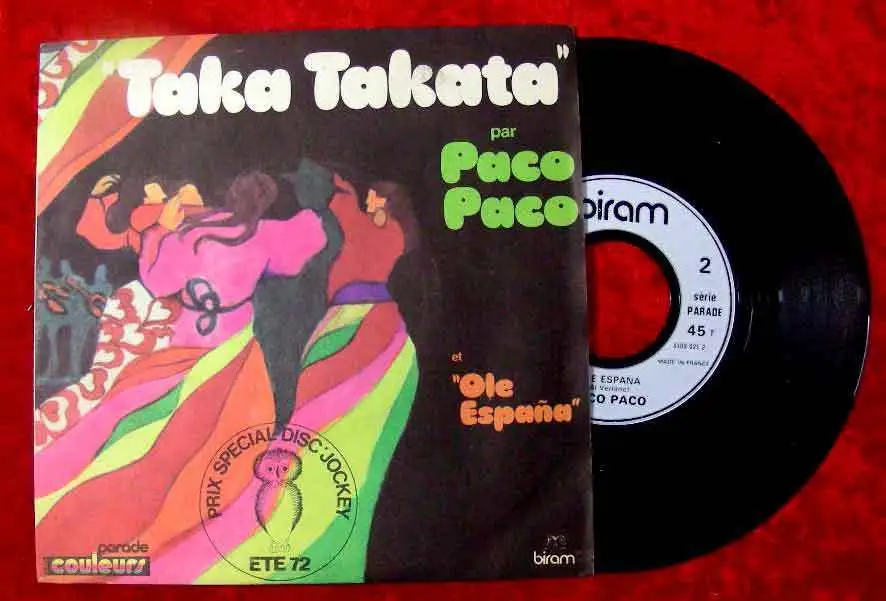 "Taka Takata"
par
Paco
Paco
et
"Ole
España"
PRIX SPECIAL DISC-JOCKEY
ETE 72
parade
couleurs
biram
biram
2
série
PARADE
45 T
MADE IN FRANCE
E ESPANA
CO PACO